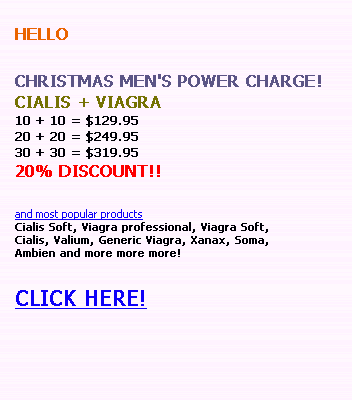 HELLO
CHRISTMAS MEN'S POWER CHARGE!
CIALIS + VIAGRA
10 + 10 = $129.95
20 + 20 = $249.95
30 + 30 = $319.95
20% DISCOUNT!!
and most popular products
Cialis Soft, Viagra professional, Viagra Soft,
Cialis, Valium, Generic Viagra, Xanax, Soma,
Ambien and more more more!
CLICK HERE!